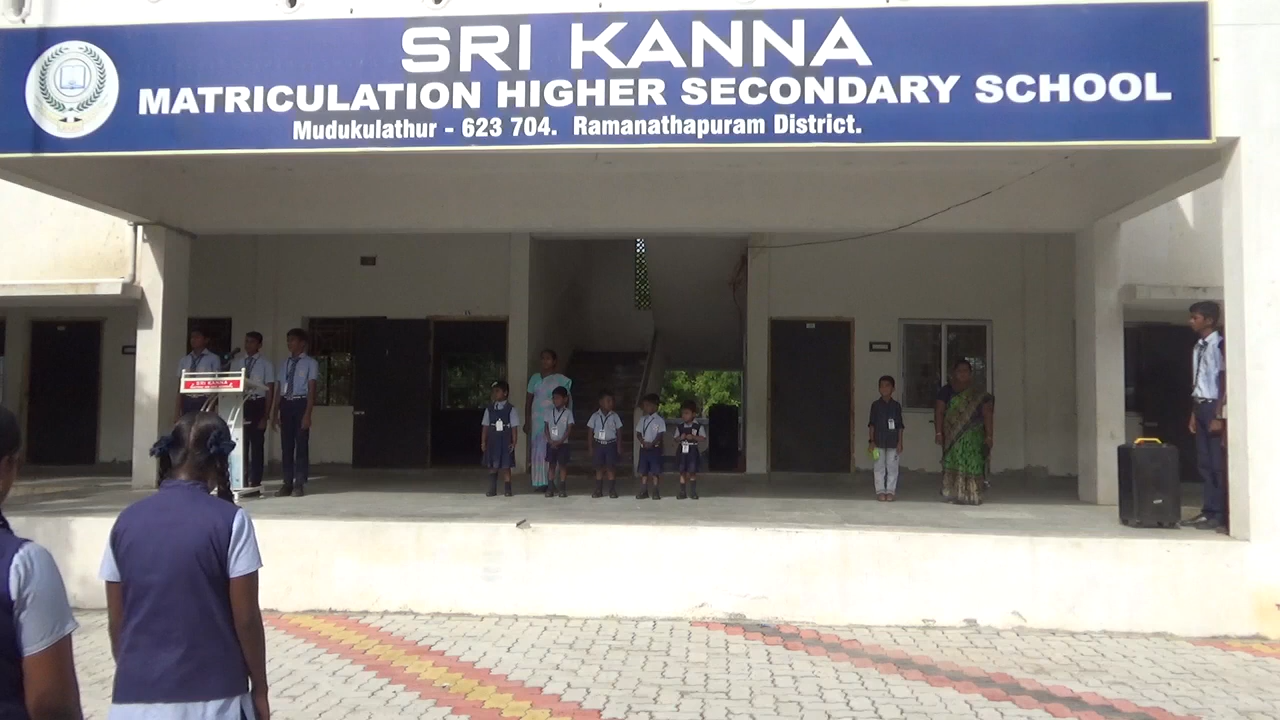 SRI KANNA
MATRICULATION HIGHER SECONDARY SCHOOL
Mudukulathur - 623 704. Ramanathapuram District.
SRI KANNA